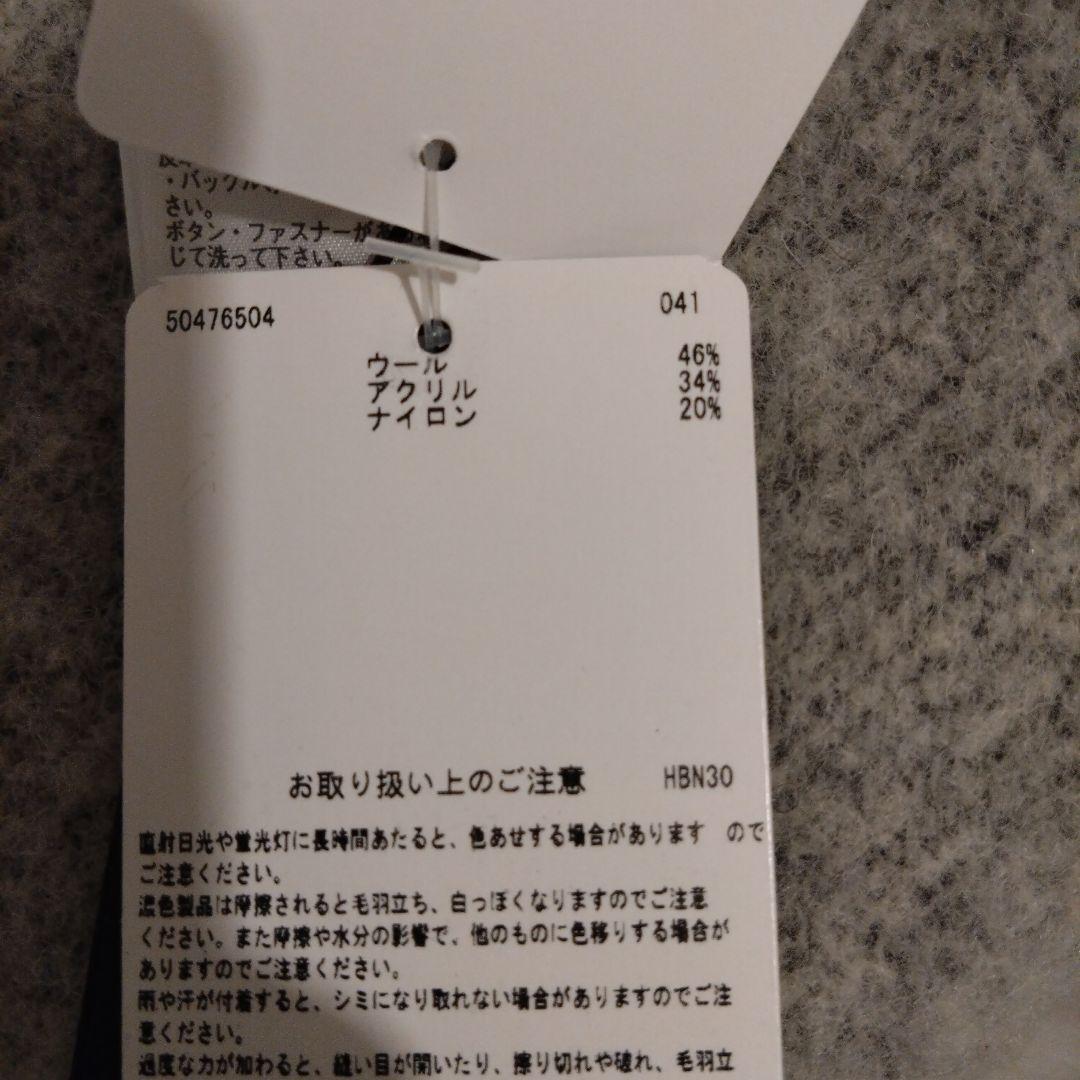 ・バックル
さい。
ボタン・ファスナーが
じて洗って下さい。
50476504 041
ウール 46%
アクリル 34%
ナイロン 20%
お取り扱い上のご注意 HBN30
直射日光や蛍光灯に長時間あたると、色あせする場合があります ので
ご注意ください。
濃色製品は摩擦されると毛羽立ち、白っぽくなりますのでご注意
ください。また摩擦や水分の影響で、他のものに色移りする場合が
ありますのでご注意ください。
雨や汗が付着すると、シミになり取れない場合がありますのでご注
意ください。
過度な力が加わると、縫い目が開いたり、擦り切れや破れ、毛羽立